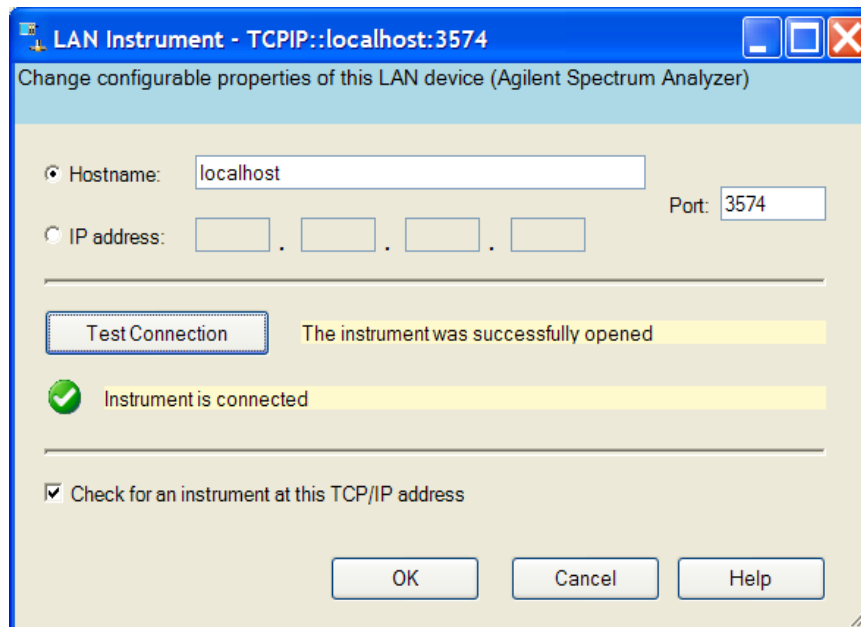 LAN Instrument - TCPIP::localhost:3574
Change configurable properties of this LAN device (Agilent Spectrum Analyzer)
Hostname: localhost
Port: 3574
IP address: . . .
Test Connection The instrument was successfully opened
Instrument is connected
Check for an instrument at this TCP/IP address
OK Cancel Help